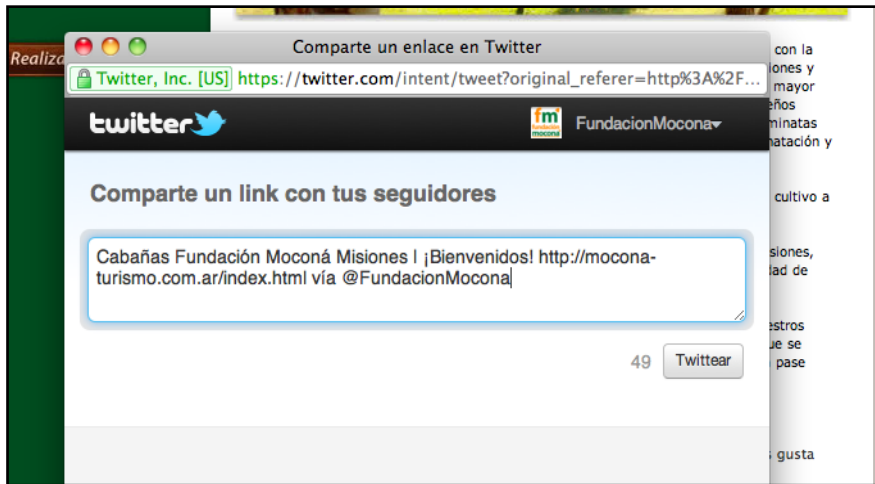 Comparte un enlace en Twitter
Twitter, Inc. [US] https://twitter.com/intent/tweet?original_referer=http%3A%2F...
twitter
fm fundación mocona FundacionMocona
Comparte un link con tus seguidores
Cabañas Fundación Moconá Misiones | ¡Bienvenidos! http://mocona-
turismo.com.ar/index.html vía @FundacionMocona
49 Twittear
Realiza
con la
iones y
mayor
eños
minatas
natación y
cultivo a
siones,
dad de
estros
ue se
pase
gusta